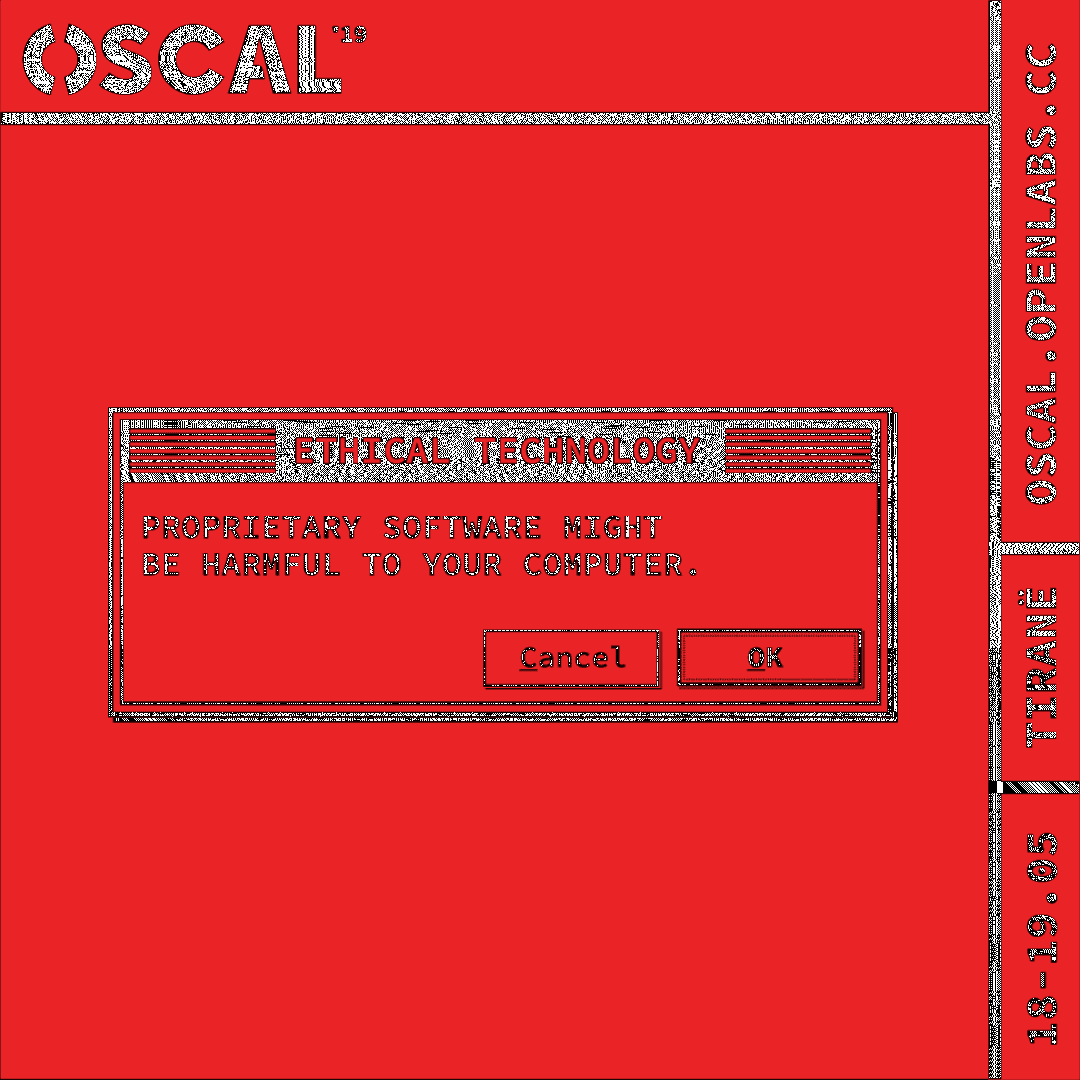 OSCAL '19
ETHICAL TECHNOLOGY
PROPRIETARY SOFTWARE MIGHT
BE HARMFUL TO YOUR COMPUTER.
Cancel
OK
OSCAL.OPENLABS.CC
TIRANË
18-19.05